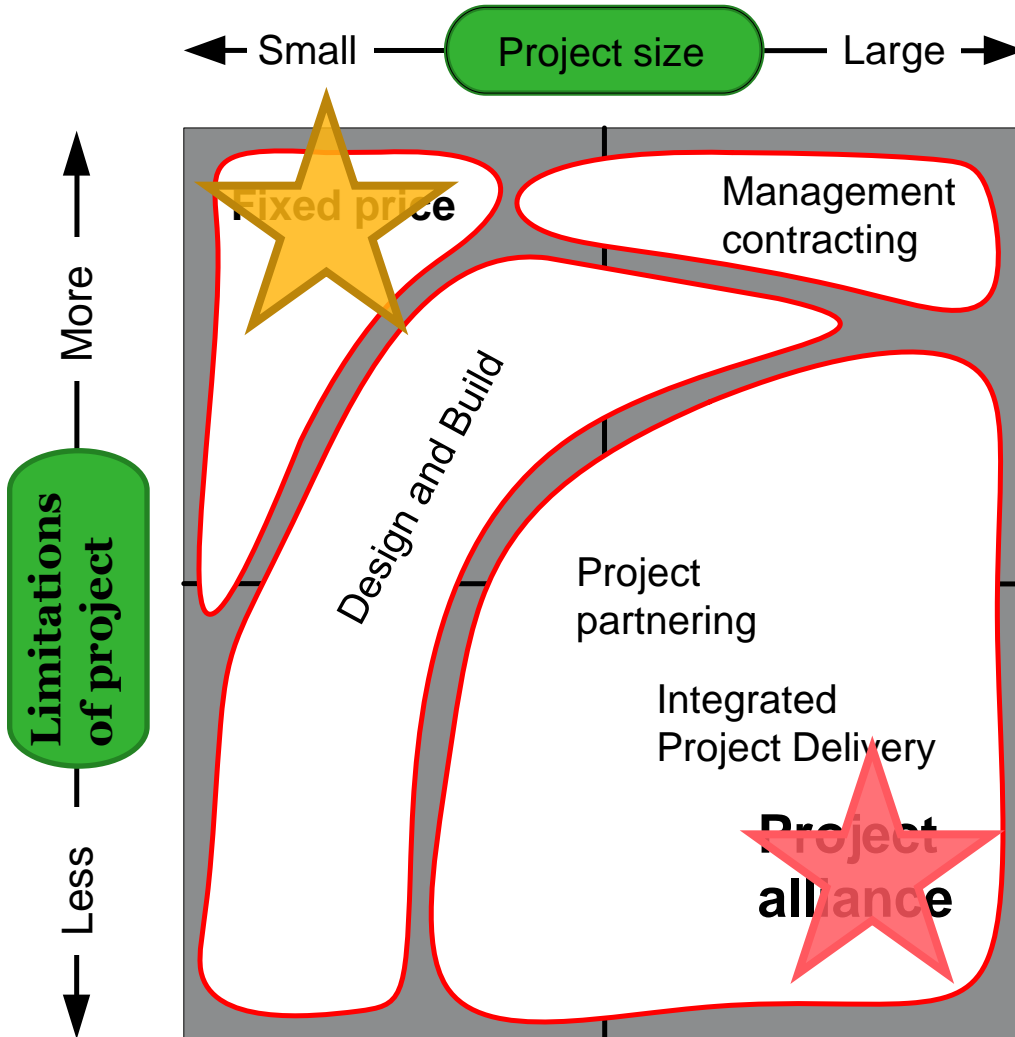 Small
Project size
Large
More
Limitations
of project
Less
Fixed price
Management
contracting
Design and Build
Project
partnering
Integrated
Project Delivery
Project
alliance